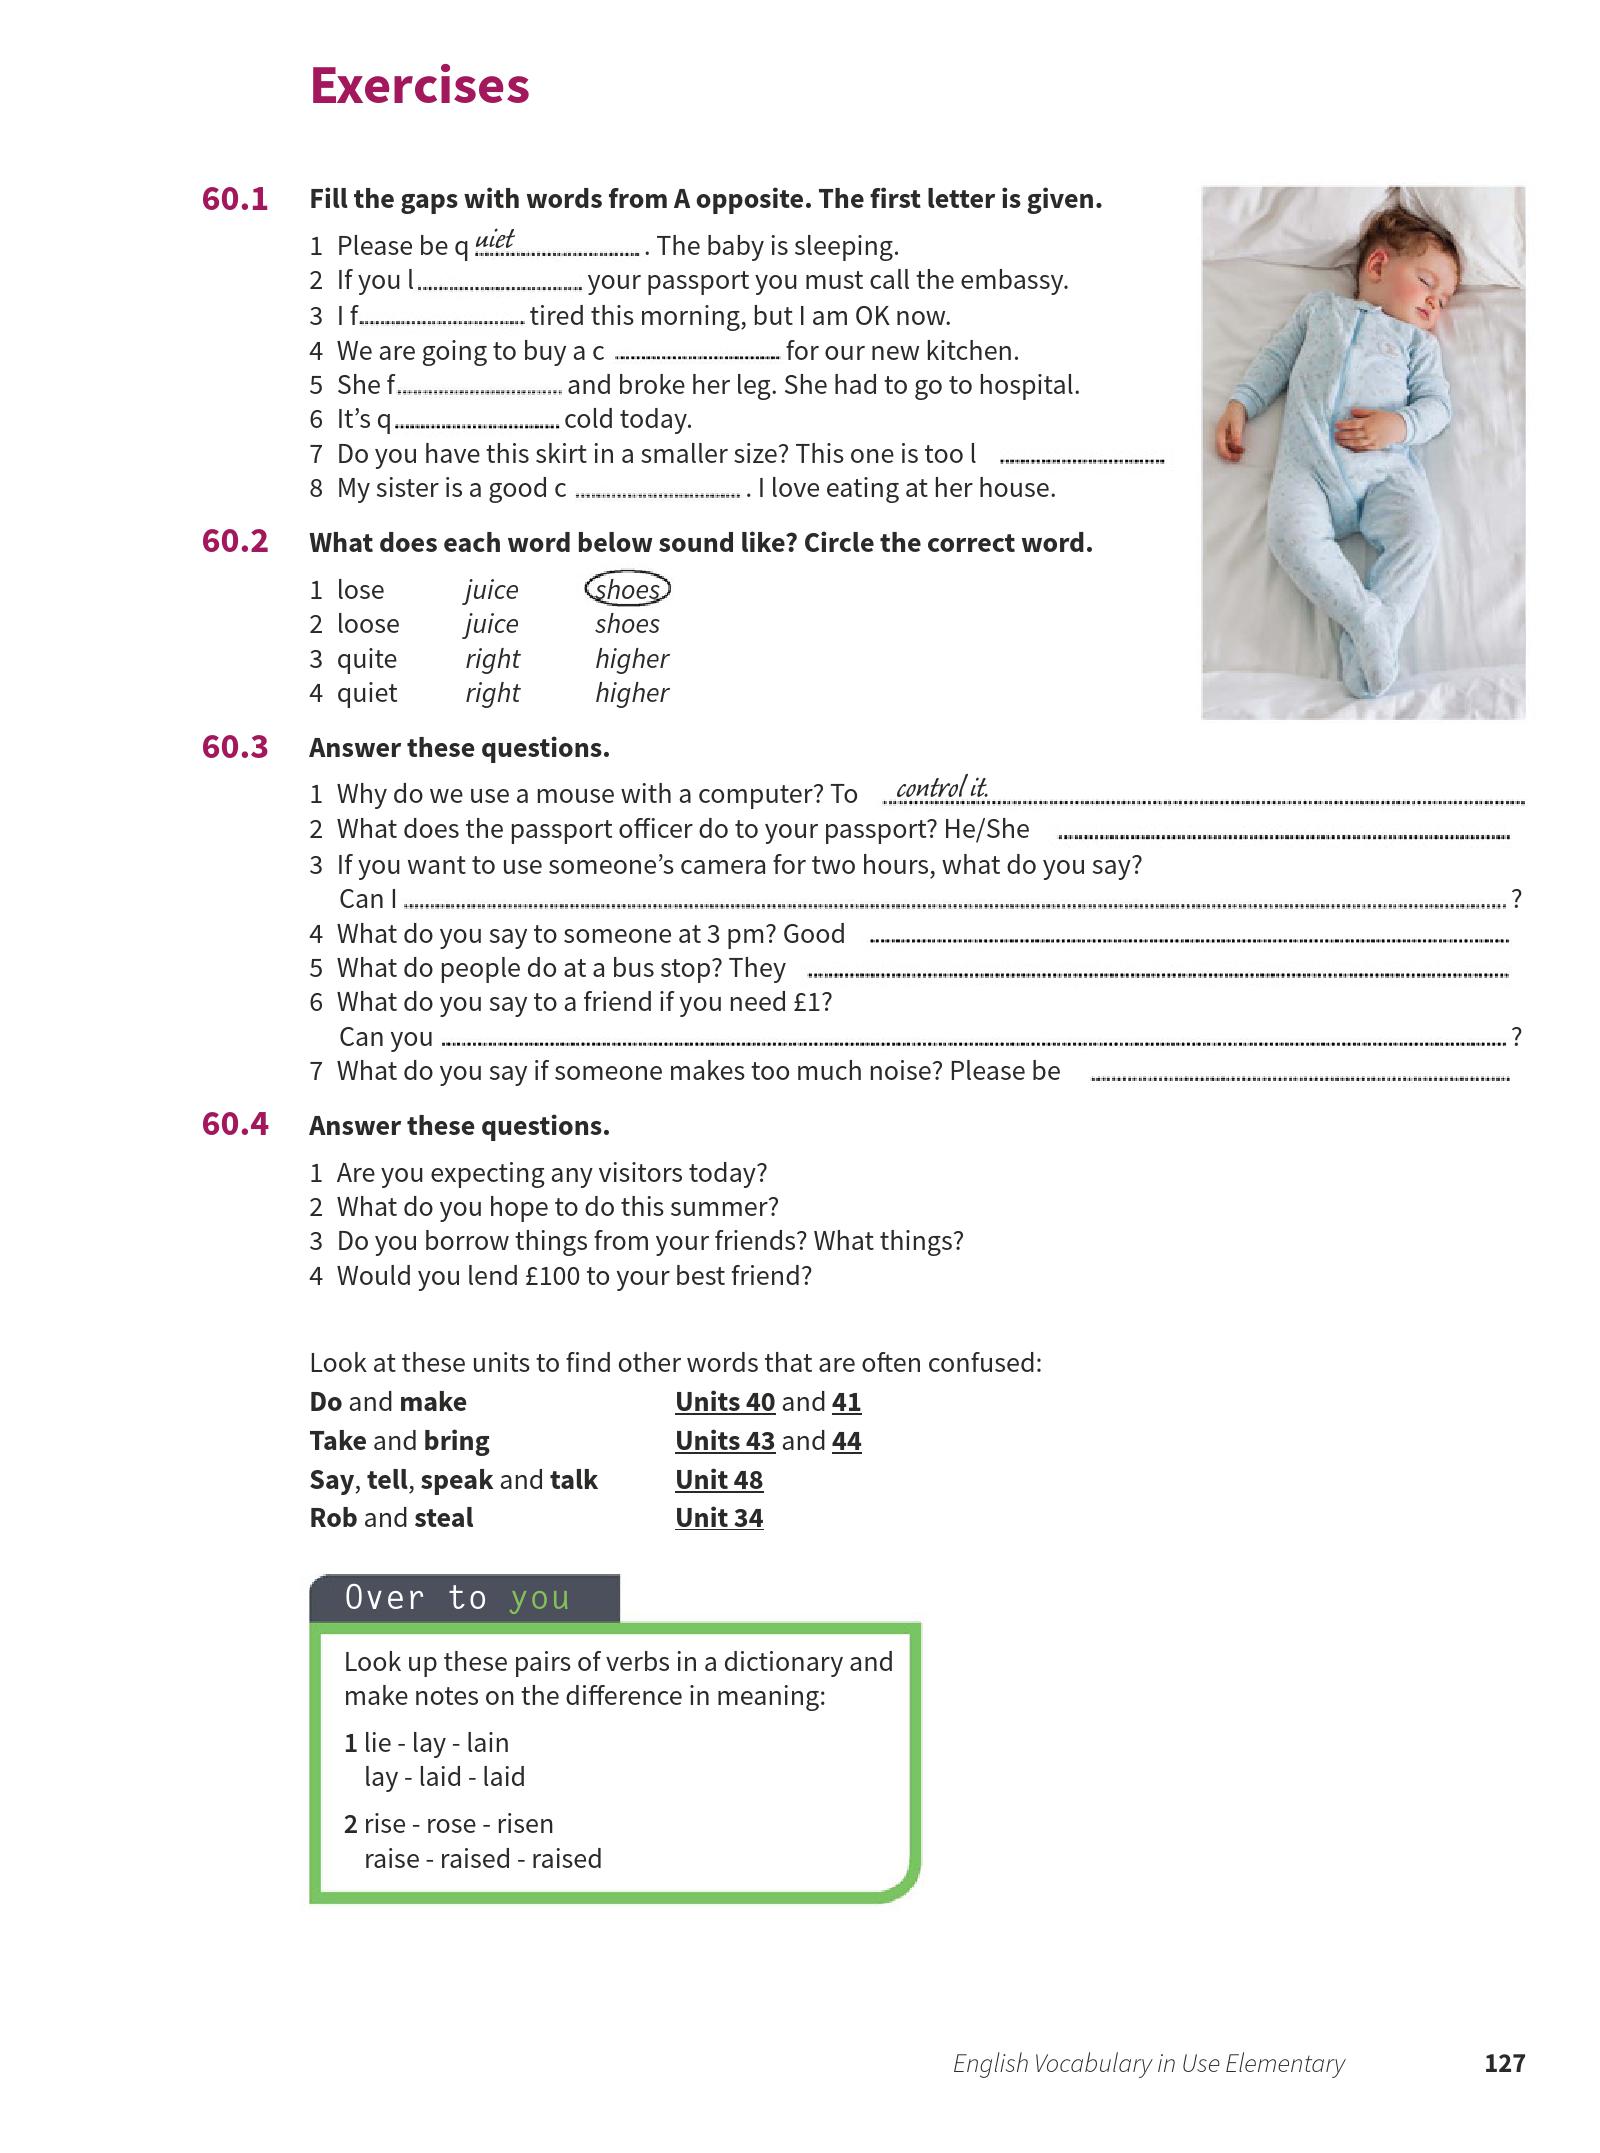 Exercises
60.1 Fill the gaps with words from A opposite. The first letter is given.
1 Please be q uiet . The baby is sleeping.
2 If you l your passport you must call the embassy.
3 I f tired this morning, but I am OK now.
4 We are going to buy a c for our new kitchen.
5 She f and broke her leg. She had to go to hospital.
6 It’s q cold today.
7 Do you have this skirt in a smaller size? This one is too l
8 My sister is a good c . I love eating at her house.
60.2 What does each word below sound like? Circle the correct word.
1 lose juice shoes
2 loose juice shoes
3 quite right higher
4 quiet right higher
60.3 Answer these questions.
1 Why do we use a mouse with a computer? To control it.
2 What does the passport officer do to your passport? He/She
3 If you want to use someone’s camera for two hours, what do you say?
Can I ?
4 What do you say to someone at 3 pm? Good
5 What do people do at a bus stop? They
6 What do you say to a friend if you need £1?
Can you ?
7 What do you say if someone makes too much noise? Please be
60.4 Answer these questions.
1 Are you expecting any visitors today?
2 What do you hope to do this summer?
3 Do you borrow things from your friends? What things?
4 Would you lend £100 to your best friend?
Look at these units to find other words that are often confused:
Do and make Units 40 and 41
Take and bring Units 43 and 44
Say, tell, speak and talk Unit 48
Rob and steal Unit 34
Over to you
Look up these pairs of verbs in a dictionary and
make notes on the difference in meaning:
1 lie - lay - lain
lay - laid - laid
2 rise - rose - risen
raise - raised - raised
English Vocabulary in Use Elementary 127